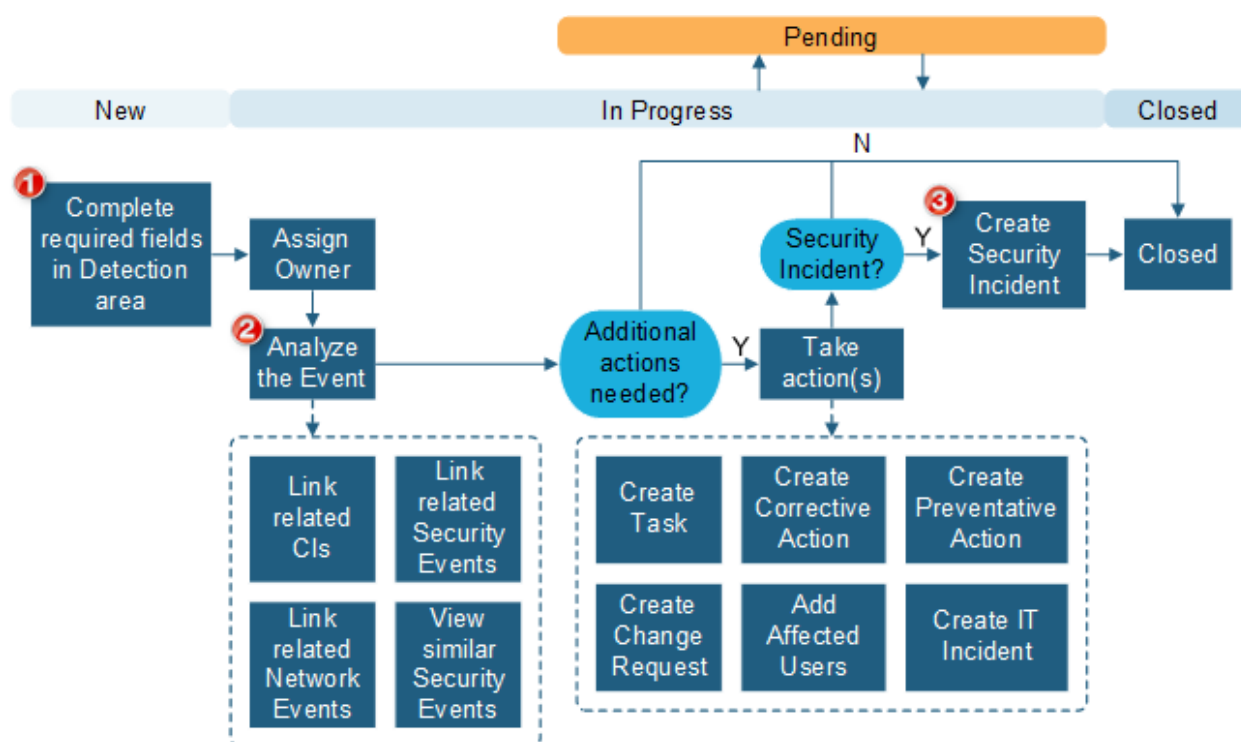 Pending
New
In Progress
Closed
N
1
Complete
required fields
in Detection
area
Assign
Owner
2
Analyze
the Event
Additional
actions
needed?
Y
Take
action(s)
Security
Incident?
Y
3
Create
Security
Incident
Closed
Link
related
CIs
Link
related
Security
Events
Link
related
Network
Events
View
similar
Security
Events
Create
Task
Create
Corrective
Action
Create
Preventative
Action
Create
Change
Request
Add
Affected
Users
Create IT
Incident